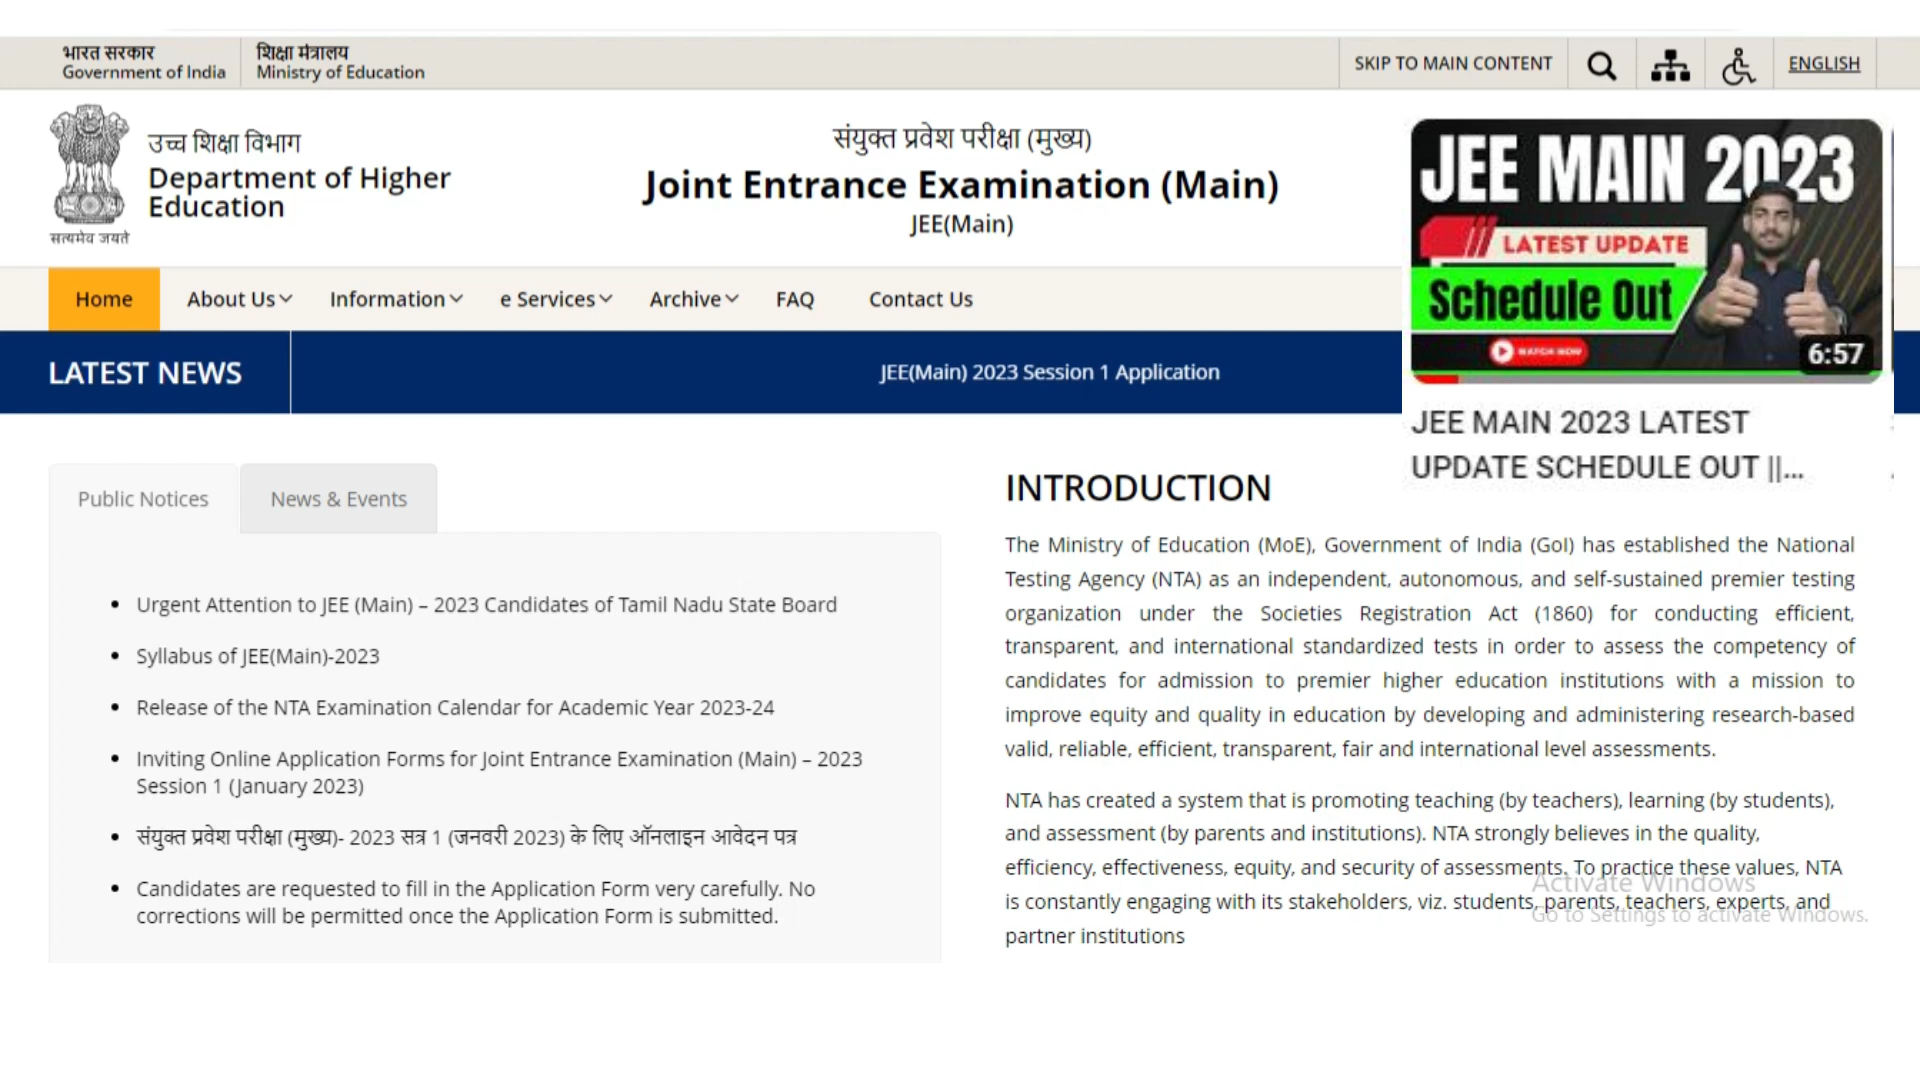 भारत सरकार
Government of India
शिक्षा मंत्रालय
Ministry of Education
SKIP TO MAIN CONTENT
ENGLISH
सत्यमेव जयते
उच्च शिक्षा विभाग
Department of Higher
Education
संयुक्त प्रवेश परीक्षा (मुख्य)
Joint Entrance Examination (Main)
JEE(Main)
JEE MAIN 2023
LATEST UPDATE
Schedule Out
WATCH NOW
6:57
JEE MAIN 2023 LATEST
UPDATE SCHEDULE OUT ||...
Home
About Us
Information
e Services
Archive
FAQ
Contact Us
LATEST NEWS
JEE(Main) 2023 Session 1 Application
Public Notices
News & Events
• Urgent Attention to JEE (Main) – 2023 Candidates of Tamil Nadu State Board
• Syllabus of JEE(Main)-2023
• Release of the NTA Examination Calendar for Academic Year 2023-24
• Inviting Online Application Forms for Joint Entrance Examination (Main) – 2023
Session 1 (January 2023)
• संयुक्त प्रवेश परीक्षा (मुख्य)- 2023 सत्र 1 (जनवरी 2023) के लिए ऑनलाइन आवेदन पत्र
• Candidates are requested to fill in the Application Form very carefully. No
corrections will be permitted once the Application Form is submitted.
INTRODUCTION
The Ministry of Education (MoE), Government of India (GoI) has established the National
Testing Agency (NTA) as an independent, autonomous, and self-sustained premier testing
organization under the Societies Registration Act (1860) for conducting efficient,
transparent, and international standardized tests in order to assess the competency of
candidates for admission to premier higher education institutions with a mission to
improve equity and quality in education by developing and administering research-based
valid, reliable, efficient, transparent, fair and international level assessments.
NTA has created a system that is promoting teaching (by teachers), learning (by students),
and assessment (by parents and institutions). NTA strongly believes in the quality,
efficiency, effectiveness, equity, and security of assessments. To practice these values, NTA
is constantly engaging with its stakeholders, viz. students, parents, teachers, experts, and
partner institutions
Activate Windows
Go to Settings to activate Windows.